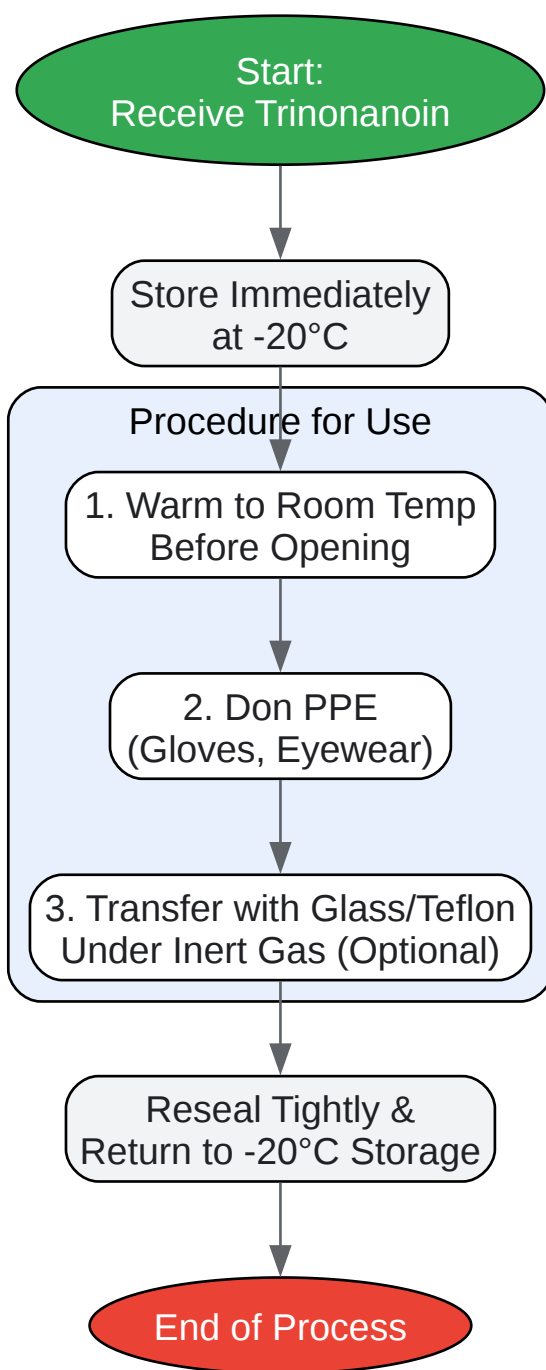 Start:
Receive Trinonanoin
Store Immediately
at -20°C
Procedure for Use
1. Warm to Room Temp
Before Opening
2. Don PPE
(Gloves, Eyewear)
3. Transfer with Glass/Teflon
Under Inert Gas (Optional)
Reseal Tightly &
Return to -20°C Storage
End of Process